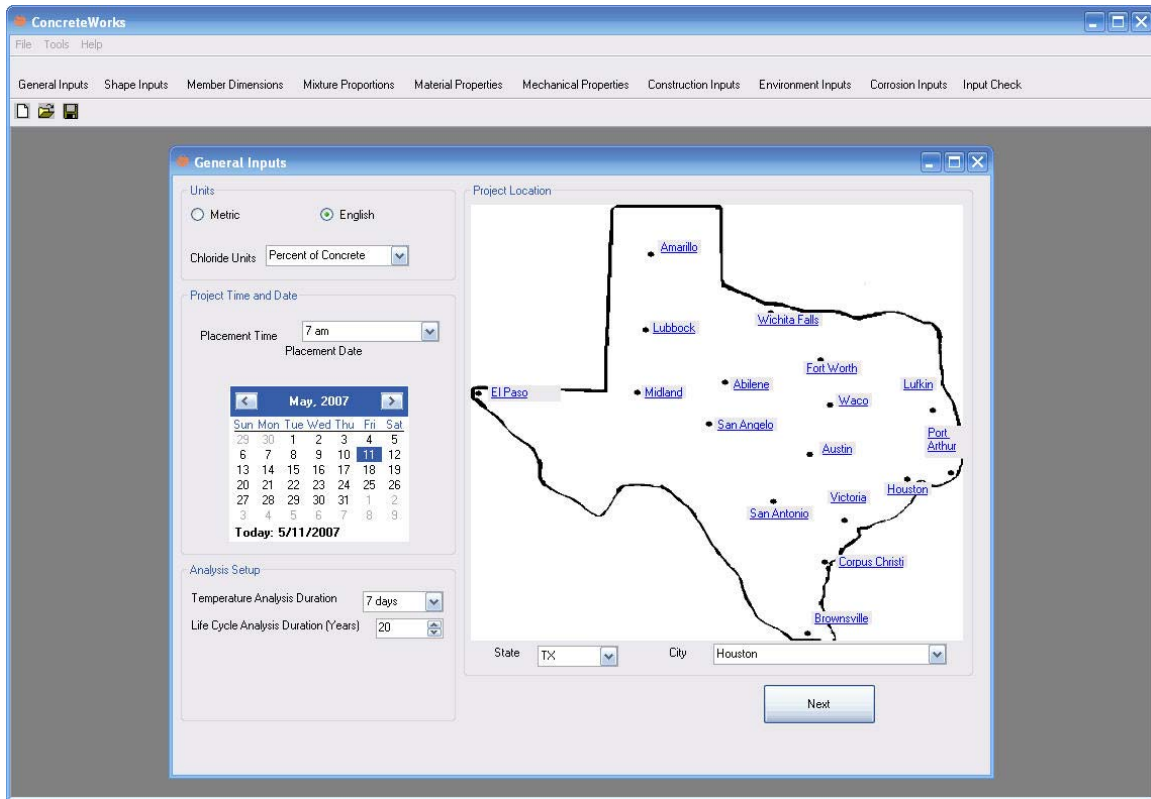 ConcreteWorks
File Tools Help
General Inputs Shape Inputs Member Dimensions Mixture Proportions Material Properties Mechanical Properties Construction Inputs Environment Inputs Corrosion Inputs Input Check
General Inputs
Units
Metric English
Chloride Units Percent of Concrete
Project Time and Date
Placement Time 7 am
Placement Date
May, 2007
Sun Mon Tue Wed Thu Fri Sat
29 30 1 2 3 4 5
6 7 8 9 10 11 12
13 14 15 16 17 18 19
20 21 22 23 24 25 26
27 28 29 30 31 1 2
3 4 5 6 7 8 9
Today: 5/11/2007
Analysis Setup
Temperature Analysis Duration 7 days
Life Cycle Analysis Duration (Years) 20
Project Location
Amarillo
Wichita Falls
Lubbock
Fort Worth
El Paso Midland Abilene Lufkin
Waco
San Angelo
Port
Arthur
Austin
Houston
Victoria
San Antonio
Corpus Christi
Brownsville
State TX City Houston
Next